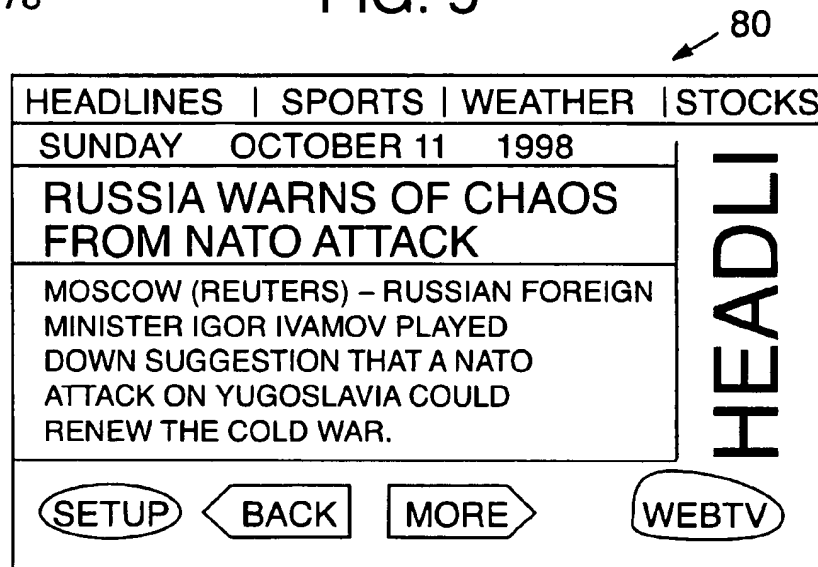 80
HEADLINES | SPORTS | WEATHER | STOCKS
SUNDAY OCTOBER 11 1998
RUSSIA WARNS OF CHAOS
FROM NATO ATTACK
MOSCOW (REUTERS) – RUSSIAN FOREIGN
MINISTER IGOR IVAMOV PLAYED
DOWN SUGGESTION THAT A NATO
ATTACK ON YUGOSLAVIA COULD
RENEW THE COLD WAR.
HEADLI
SETUP BACK MORE WEBTV